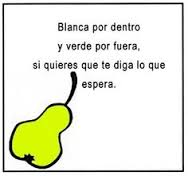 Blanca por dentro
y verde por fuera,
si quieres que te diga lo que
espera.